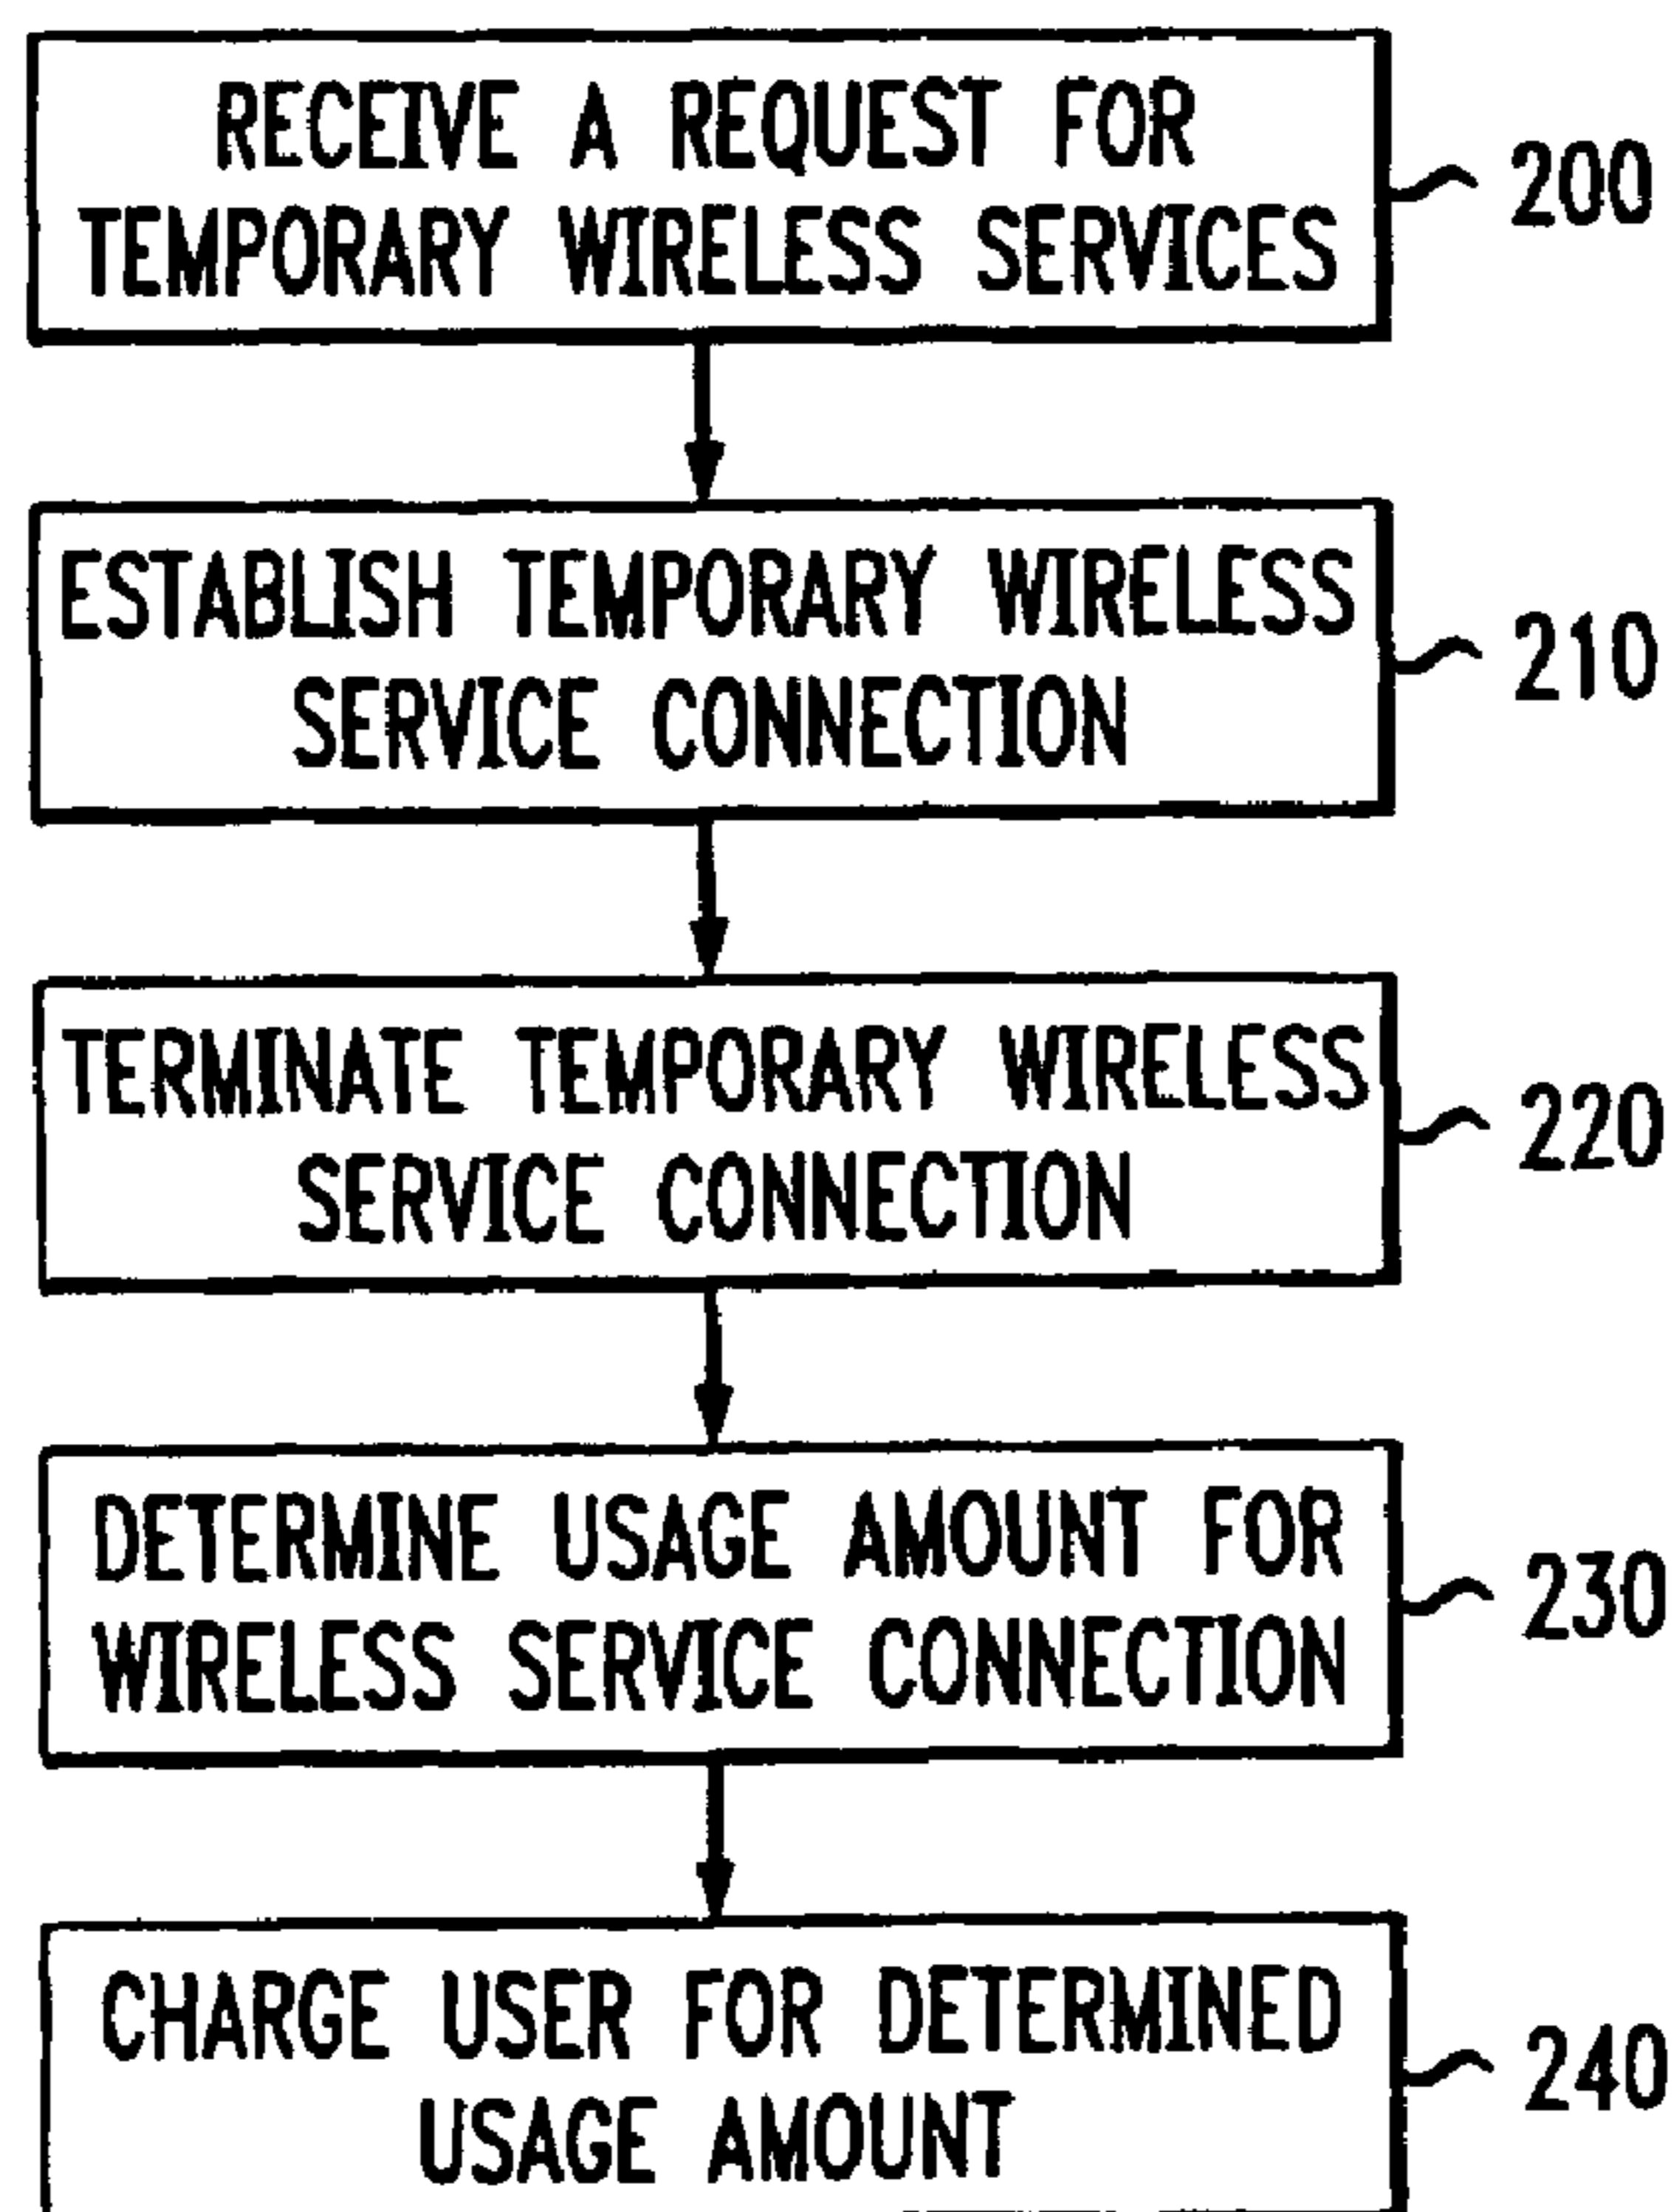 RECEIVE A REQUEST FOR
TEMPORARY WIRELESS SERVICES
200
ESTABLISH TEMPORARY WIRELESS
SERVICE CONNECTION
210
TERMINATE TEMPORARY WIRELESS
SERVICE CONNECTION
220
DETERMINE USAGE AMOUNT FOR
WIRELESS SERVICE CONNECTION
230
CHARGE USER FOR DETERMINED
USAGE AMOUNT
240